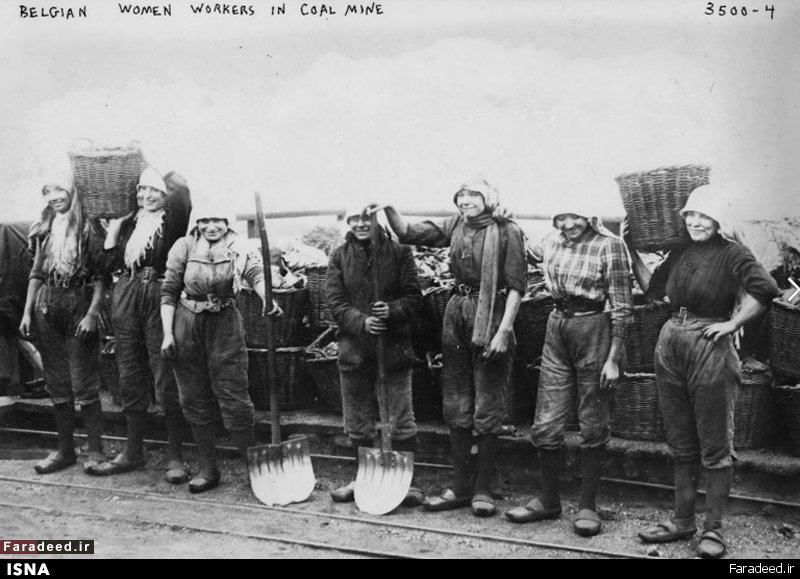 BELGIAN WOMEN WORKERS IN COAL MINE
3500-4
Faradeed.ir
ISNA
Faradeed.ir